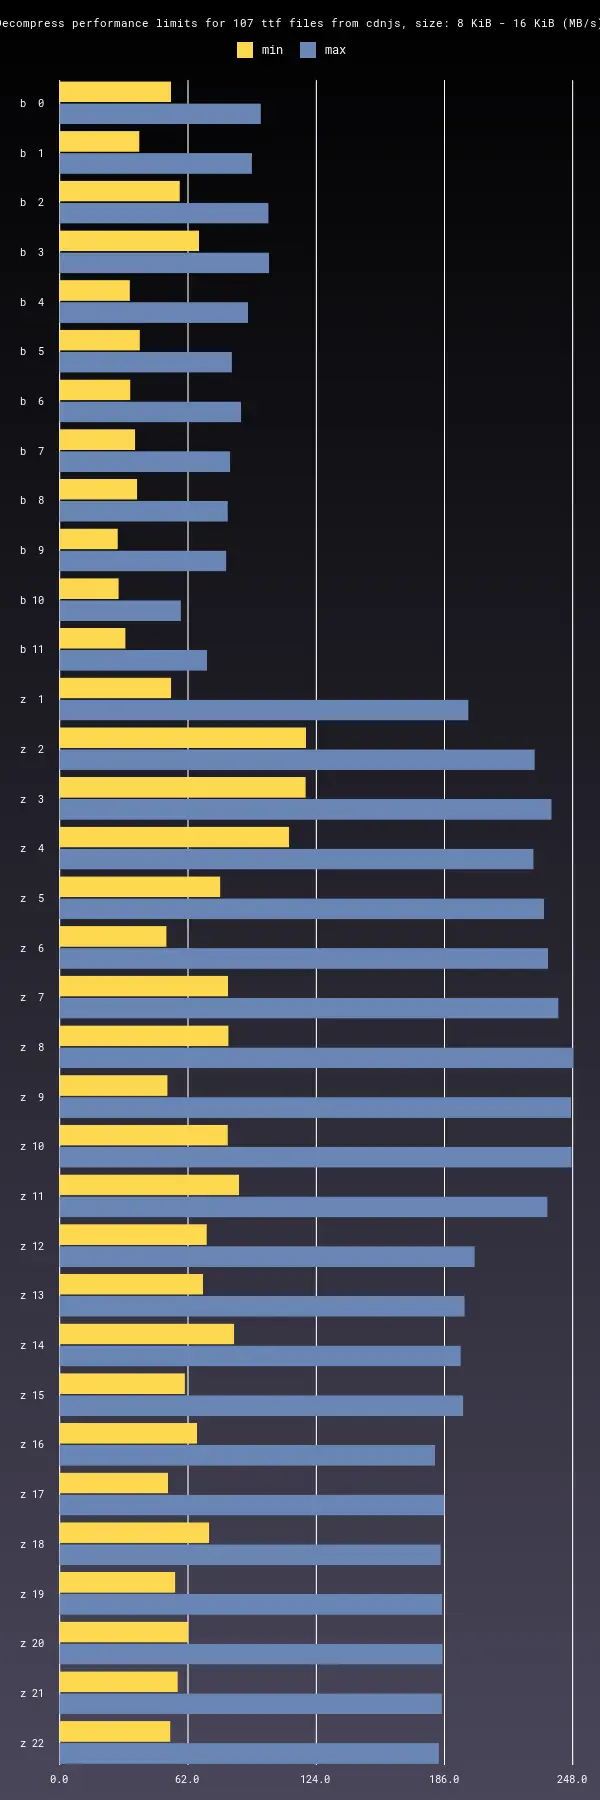 Decompress performance limits for 107 ttf files from cdnjs, size: 8 KiB - 16 KiB (MB/s)
min max
b 0
b 1
b 2
b 3
b 4
b 5
b 6
b 7
b 8
b 9
b 10
b 11
z 1
z 2
z 3
z 4
z 5
z 6
z 7
z 8
z 9
z 10
z 11
z 12
z 13
z 14
z 15
z 16
z 17
z 18
z 19
z 20
z 21
z 22
0.0 62.0 124.0 186.0 248.0